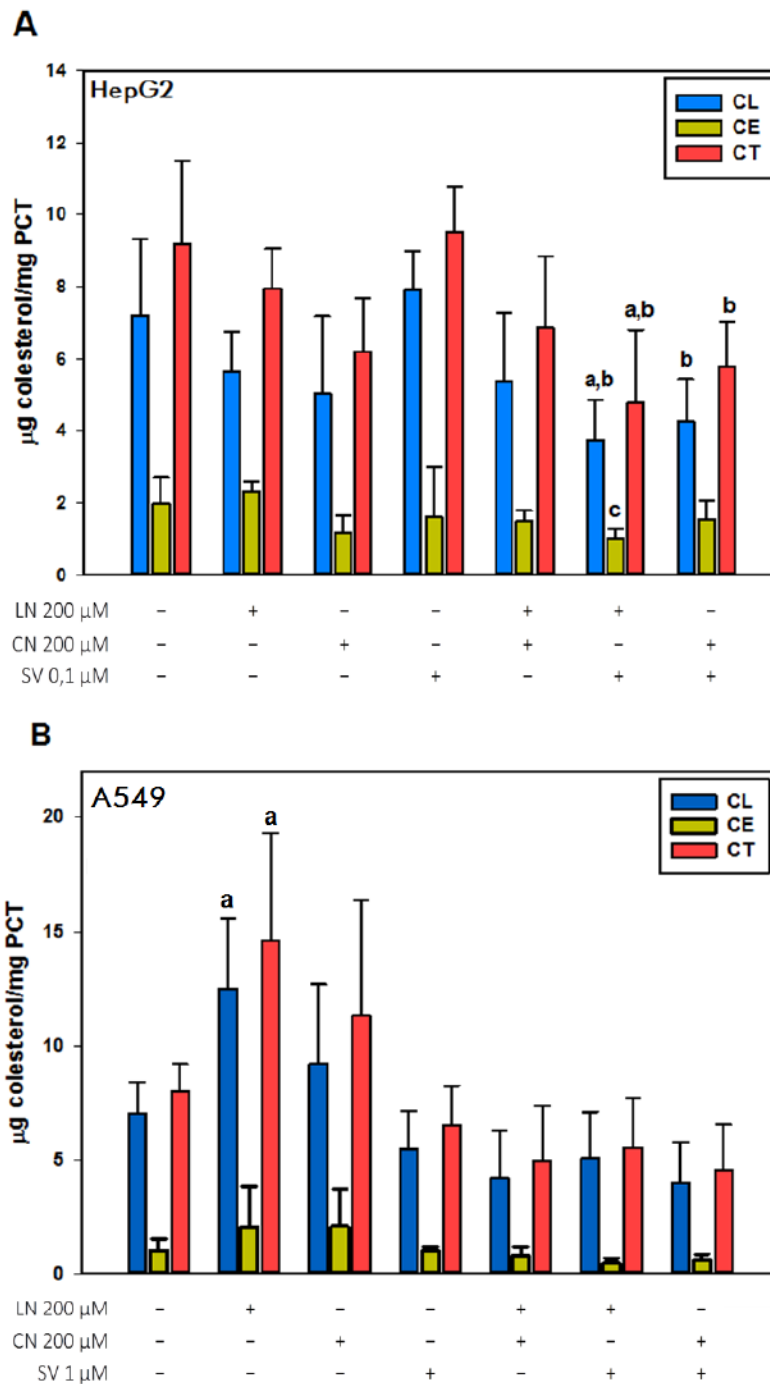 A
HepG2
CL
CE
CT
14
12
10
8
6
4
2
0
µg colesterol/mg PCT
a,b
c
a,b
b
b
LN 200 µM – + – – + + –
CN 200 µM – – + – + – +
SV 0,1 µM – – – + – + +
B
A549
CL
CE
CT
20
15
10
5
0
µg colesterol/mg PCT
a
a
LN 200 µM – + – – + + –
CN 200 µM – – + – + – +
SV 1 µM – – – + – + +